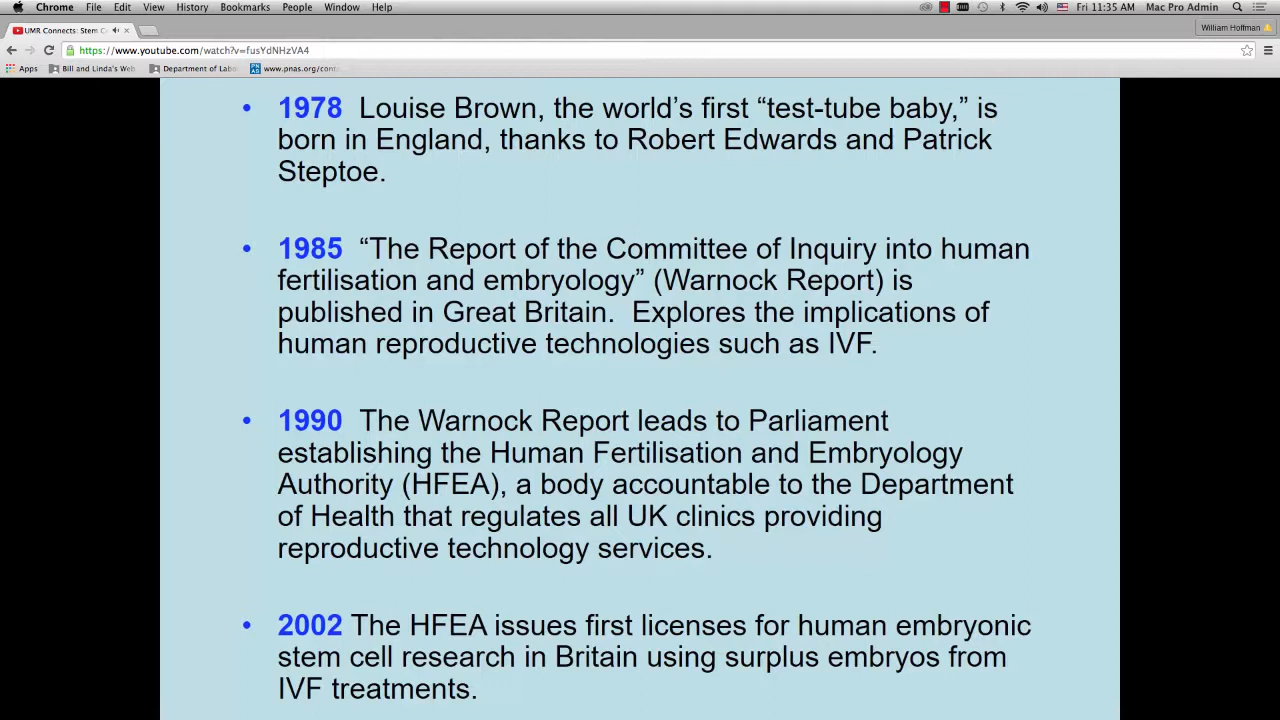 Chrome File Edit View History Bookmarks People Window Help Fri 11:35 AM Mac Pro Admin
UMR Connects: Stem C William Hoffman
https://www.youtube.com/watch?v=fusYdNHzVA4
Apps Bill and Linda's Web Department of Labo www.pnas.org/cont
• 1978 Louise Brown, the world’s first “test-tube baby,” is
born in England, thanks to Robert Edwards and Patrick
Steptoe.
• 1985 “The Report of the Committee of Inquiry into human
fertilisation and embryology” (Warnock Report) is
published in Great Britain. Explores the implications of
human reproductive technologies such as IVF.
• 1990 The Warnock Report leads to Parliament
establishing the Human Fertilisation and Embryology
Authority (HFEA), a body accountable to the Department
of Health that regulates all UK clinics providing
reproductive technology services.
• 2002 The HFEA issues first licenses for human embryonic
stem cell research in Britain using surplus embryos from
IVF treatments.